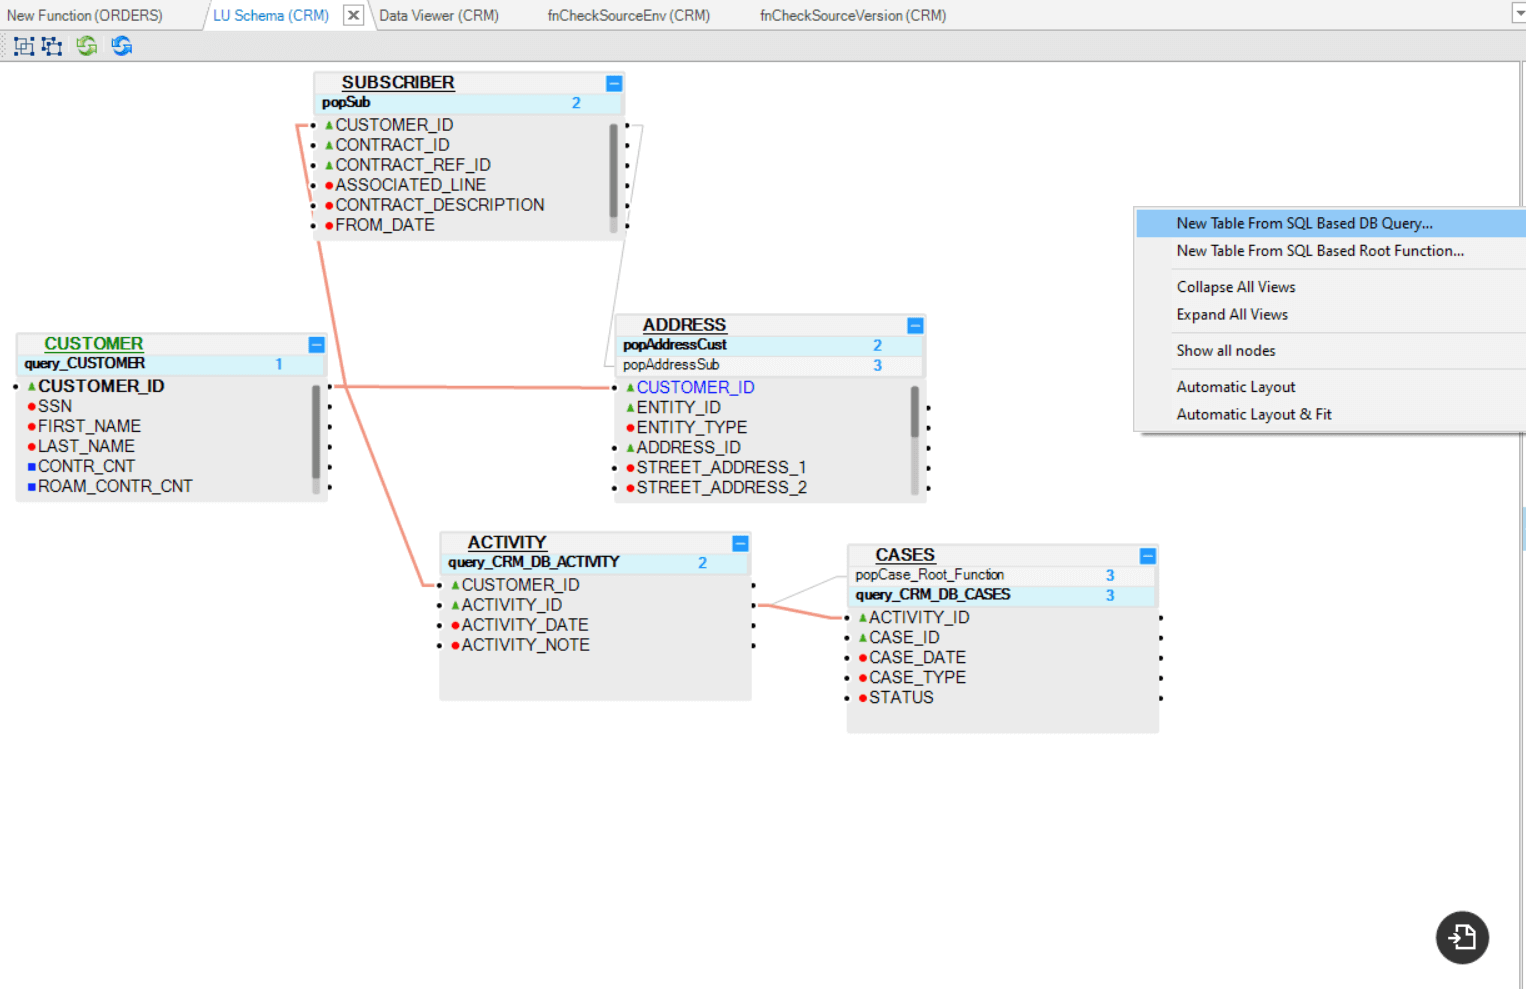 New Function (ORDERS)
LU Schema (CRM)
Data Viewer (CRM)
fnCheckSourceEnv (CRM)
fnCheckSourceVersion (CRM)
SUBSCRIBER
popSub 2
CUSTOMER_ID
CONTRACT_ID
CONTRACT_REF_ID
ASSOCIATED_LINE
CONTRACT_DESCRIPTION
FROM_DATE
New Table From SQL Based DB Query...
New Table From SQL Based Root Function...
Collapse All Views
Expand All Views
Show all nodes
Automatic Layout
Automatic Layout & Fit
CUSTOMER
query_CUSTOMER 1
CUSTOMER_ID
SSN
FIRST_NAME
LAST_NAME
CONTR_CNT
ROAM_CONTR_CNT
ADDRESS
popAddressCust 2
popAddressSub 3
CUSTOMER_ID
ENTITY_ID
ENTITY_TYPE
ADDRESS_ID
STREET_ADDRESS_1
STREET_ADDRESS_2
ACTIVITY
query_CRM_DB_ACTIVITY 2
CUSTOMER_ID
ACTIVITY_ID
ACTIVITY_DATE
ACTIVITY_NOTE
CASES
popCase_Root_Function 3
query_CRM_DB_CASES 3
ACTIVITY_ID
CASE_ID
CASE_DATE
CASE_TYPE
STATUS